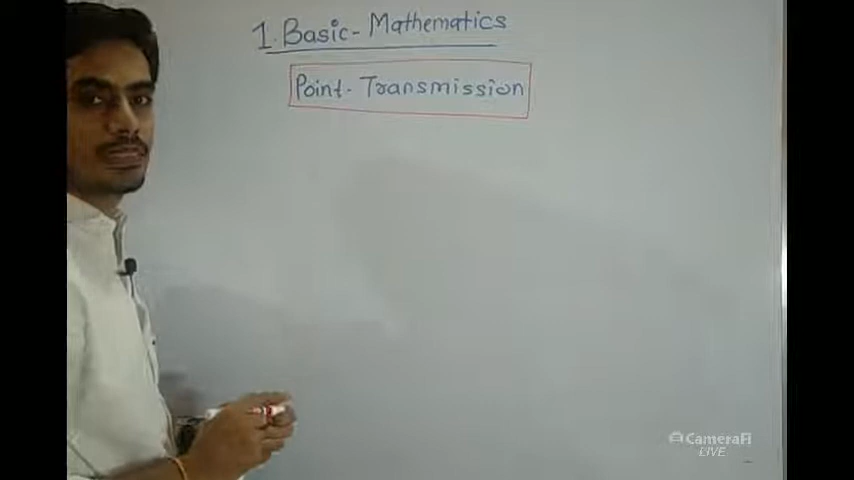 1. Basic - Mathematics
Point - Transmission
CameraFi
LIVE